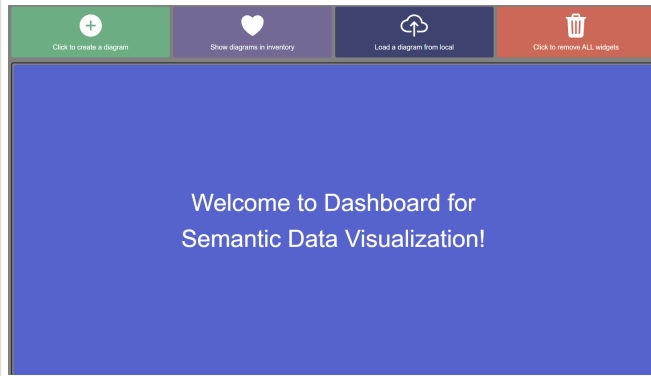 Click to create a diagram
Show diagrams in inventory
Load a diagram from local
Click to remove ALL widgets
Welcome to Dashboard for
Semantic Data Visualization!